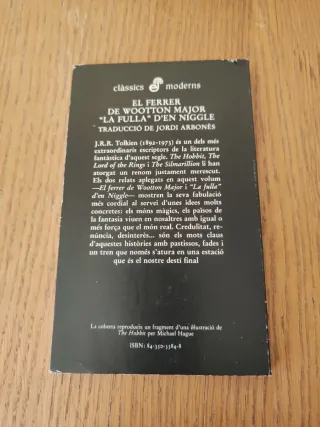 clàssics moderns
EL FERRER
DE WOOTTON MAJOR
"LA FULLA" D'EN NIGGLE
TRADUCCIÓ DE JORDI ARBONÈS
J.R.R. Tolkien (1892-1973) és un dels més
extraordinaris escriptors de la literatura
fantàstica d'aquest segle. The Hobbit, The
Lord of the Rings i The Silmarillion li han
atorgat un renom justament merescut.
Els dos relats aplegats en aquest volum
—El ferrer de Wootton Major i "La fulla"
d'en Niggle— mostren la seva fabulació
més cordial al servei d'unes idees molts
concretes: els móns màgics, els països de
la fantasia viuen en nosaltres amb igual o
més força que el món real. Credulitat, re-
núncia, desinterès... són els mots claus
d'aquestes històries amb pastissos, fades i
un tren que només s'atura en una estació
que és el nostre destí final
La coberta reprodueix un fragment d'una il·lustració de
The Hobbit per Michael Hague
ISBN: 84-350-3384-8